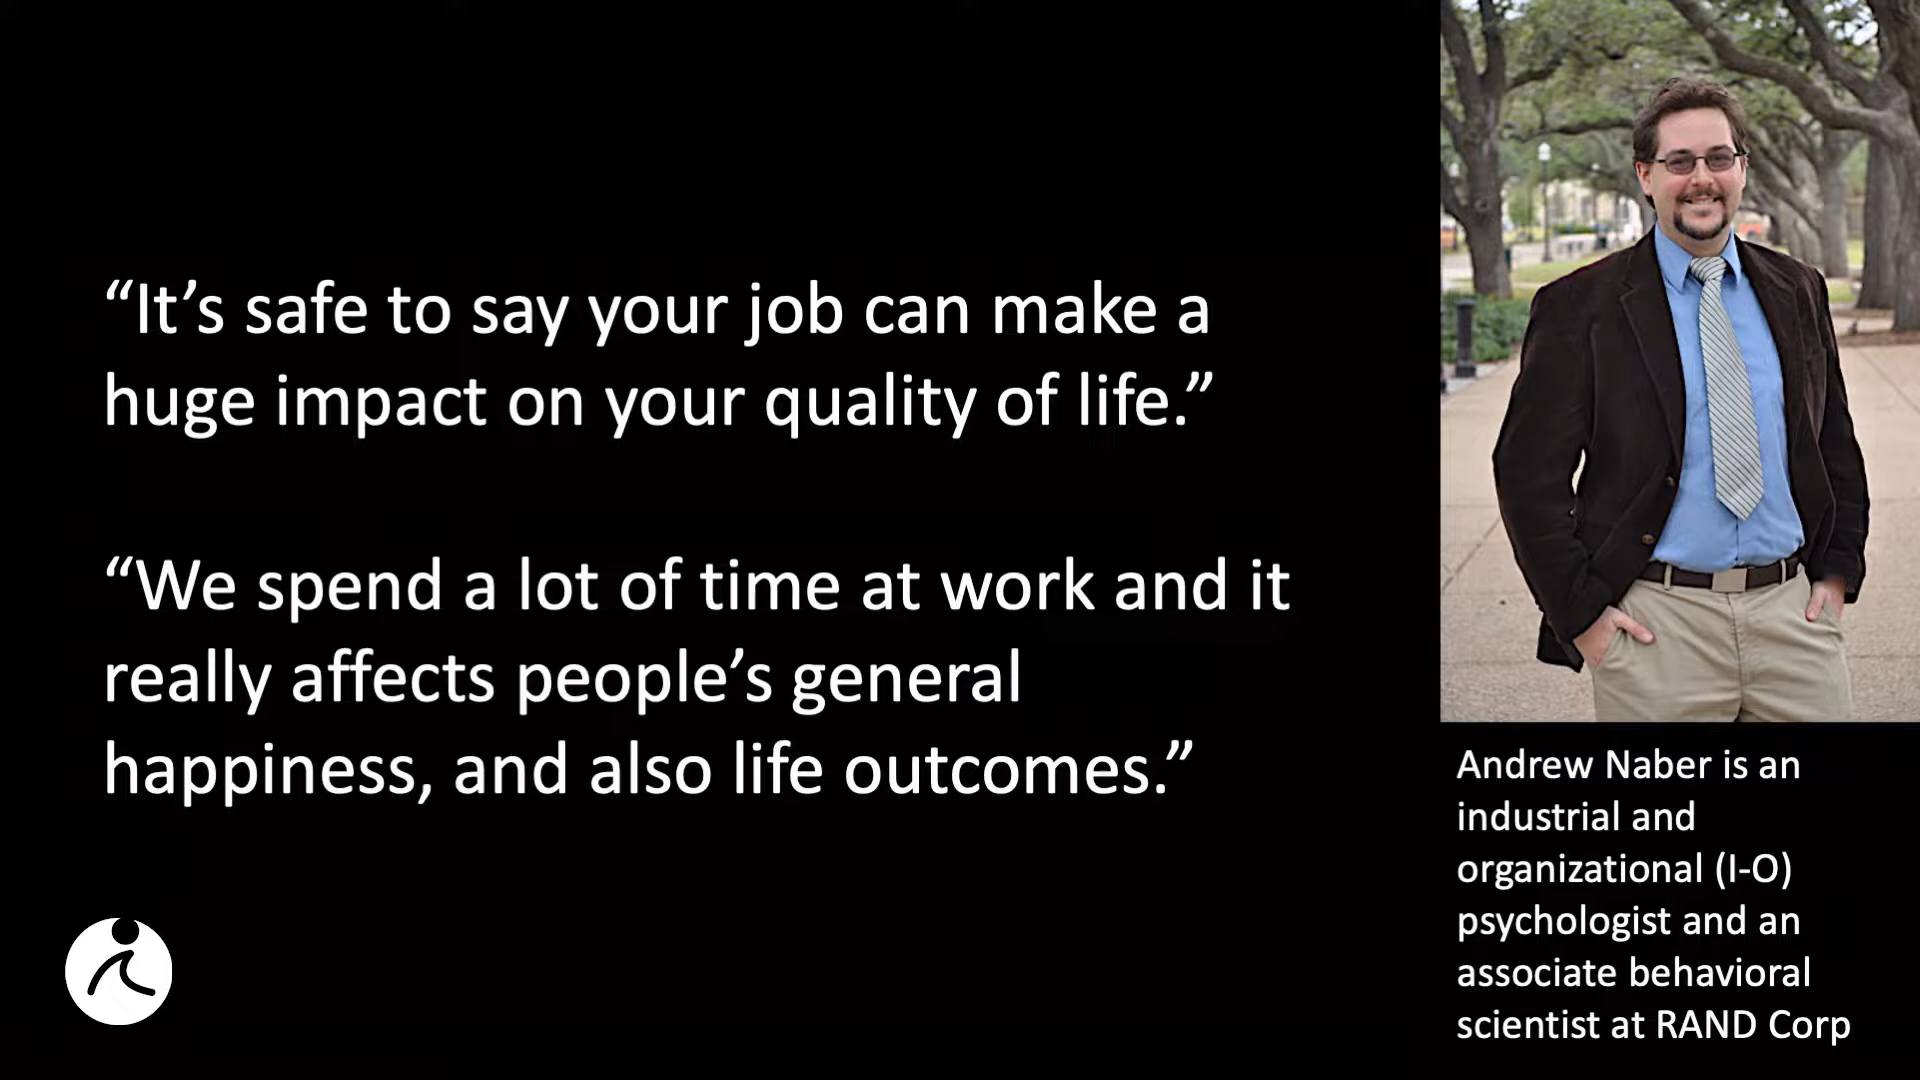 “It’s safe to say your job can make a
huge impact on your quality of life.”
“We spend a lot of time at work and it
really affects people’s general
happiness, and also life outcomes.”
Andrew Naber is an
industrial and
organizational (I-O)
psychologist and an
associate behavioral
scientist at RAND Corp